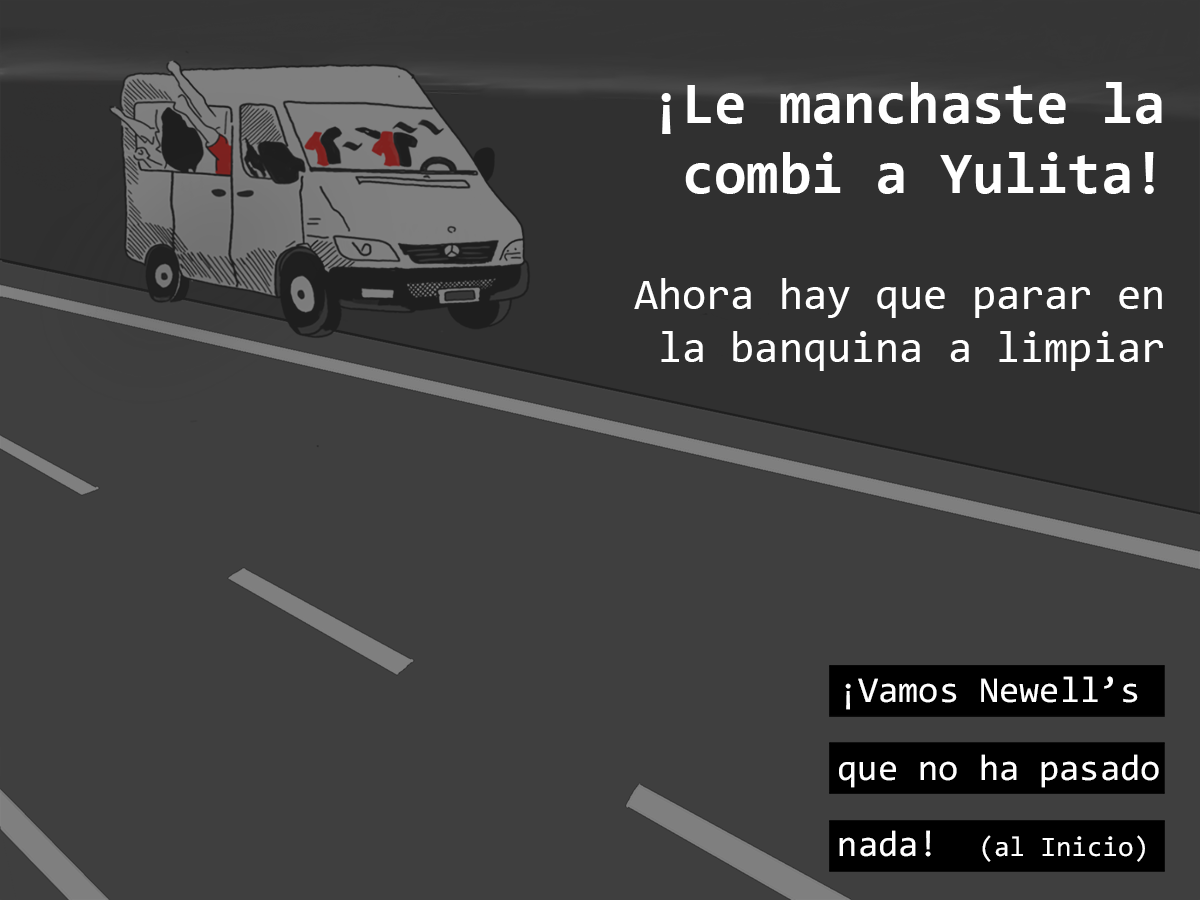 ¡Le manchaste la
combi a Yulita!
Ahora hay que parar en
la banquina a limpiar
¡Vamos Newell’s
que no ha pasado
nada! (al Inicio)